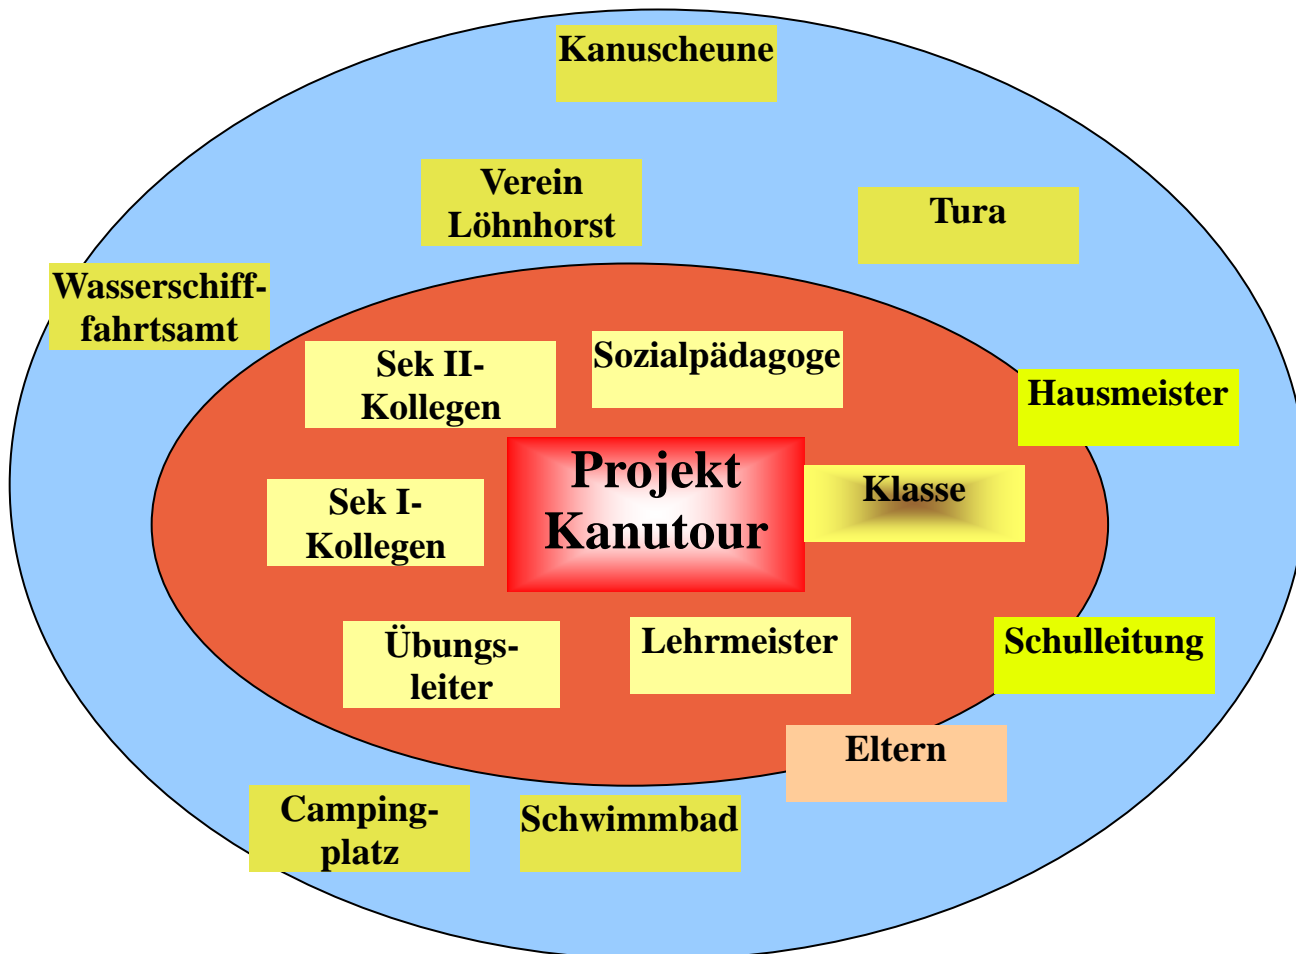 Kanuscheune
Verein
Löhnhorst
Tura
Wasserschiff-
fahrtsamt
Sek II-
Kollegen
Sozialpädagoge
Hausmeister
Projekt
Kanutour
Klasse
Sek I-
Kollegen
Übungs-
leiter
Lehrmeister
Schulleitung
Eltern
Camping-
platz
Schwimmbad